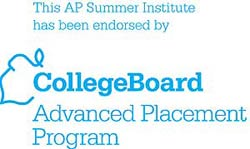 This AP Summer Institute
has been endorsed by
CollegeBoard
Advanced Placement
Program